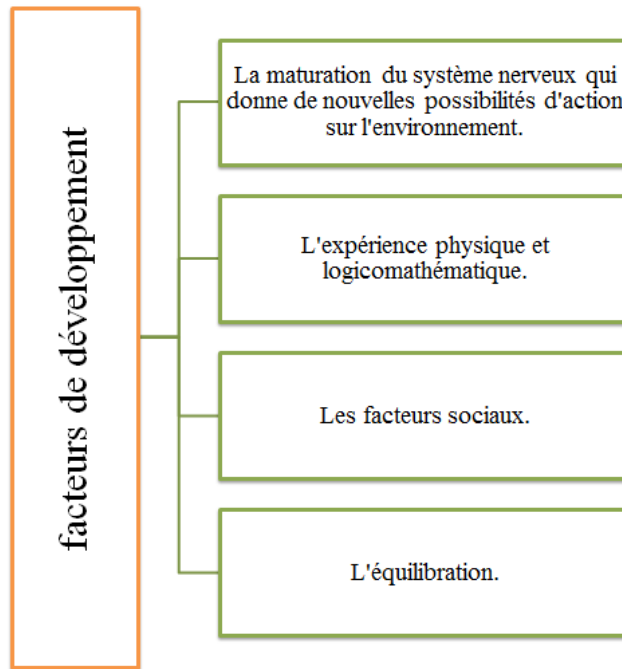 facteurs de développement
La maturation du système nerveux qui
donne de nouvelles possibilités d'action
sur l'environnement.
L'expérience physique et
logicomathématique.
Les facteurs sociaux.
L'équilibration.